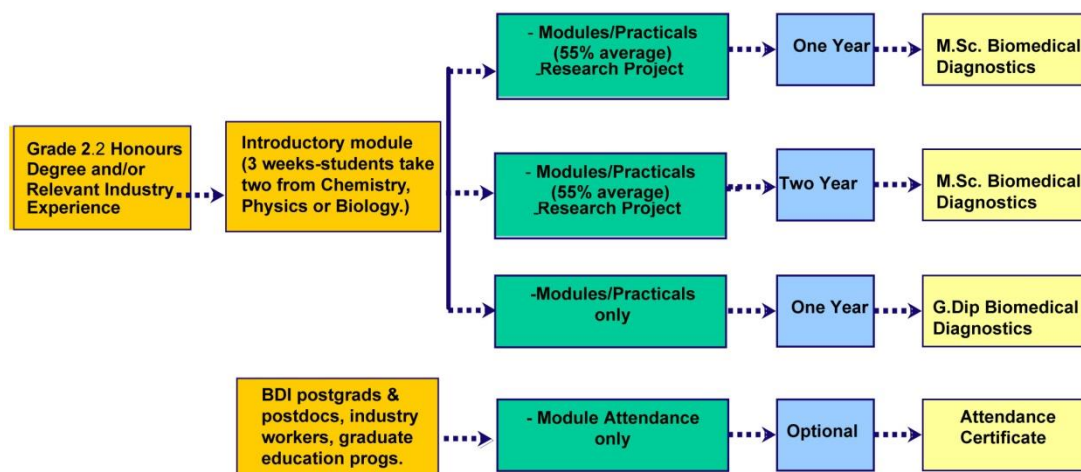 - Modules/Practicals
(55% average)
-Research Project
One Year
M.Sc. Biomedical
Diagnostics
Grade 2.2 Honours
Degree and/or
Relevant Industry
Experience
Introductory module
(3 weeks-students take
two from Chemistry,
Physics or Biology.)
- Modules/Practicals
(55% average)
-Research Project
Two Year
M.Sc. Biomedical
Diagnostics
-Modules/Practicals
only
One Year
G.Dip Biomedical
Diagnostics
BDI postgrads &
postdocs, industry
workers, graduate
education progs.
- Module Attendance
only
Optional
Attendance
Certificate